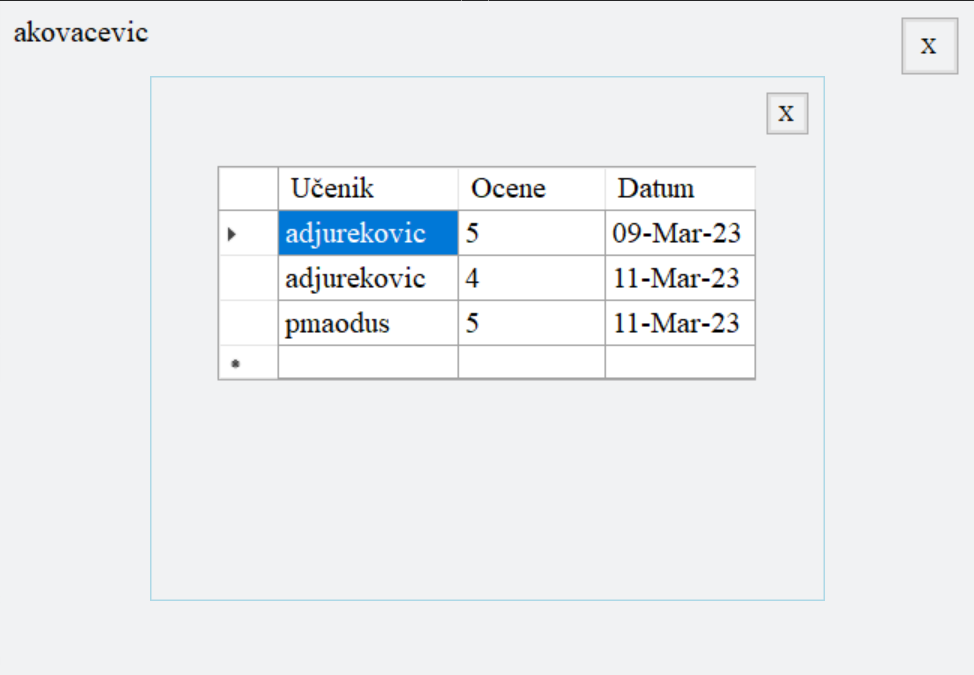 akovacevic
X
X
Učenik Ocene Datum
adjurekovic 5 09-Mar-23
adjurekovic 4 11-Mar-23
pmaodus 5 11-Mar-23